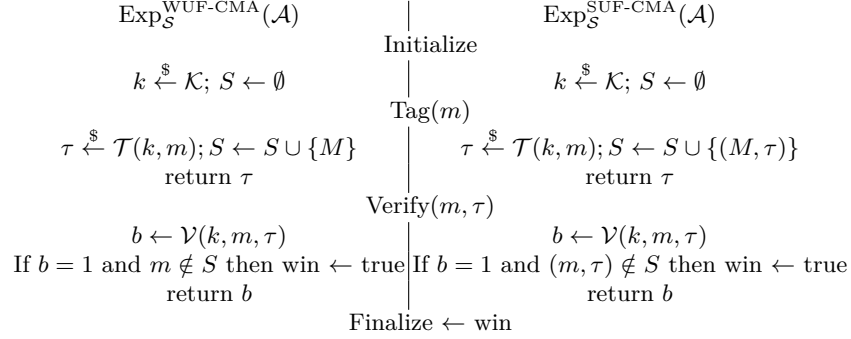 Exp_S^WUF-CMA(A) Exp_S^SUF-CMA(A)
Initialize
k ←$ K; S ← ∅ k ←$ K; S ← ∅
Tag(m)
τ ←$ T(k, m); S ← S ∪ {M} τ ←$ T(k, m); S ← S ∪ {(M, τ)}
return τ return τ
Verify(m, τ)
b ← V(k, m, τ) b ← V(k, m, τ)
If b = 1 and m ∉ S then win ← true If b = 1 and (m, τ) ∉ S then win ← true
return b return b
Finalize ← win